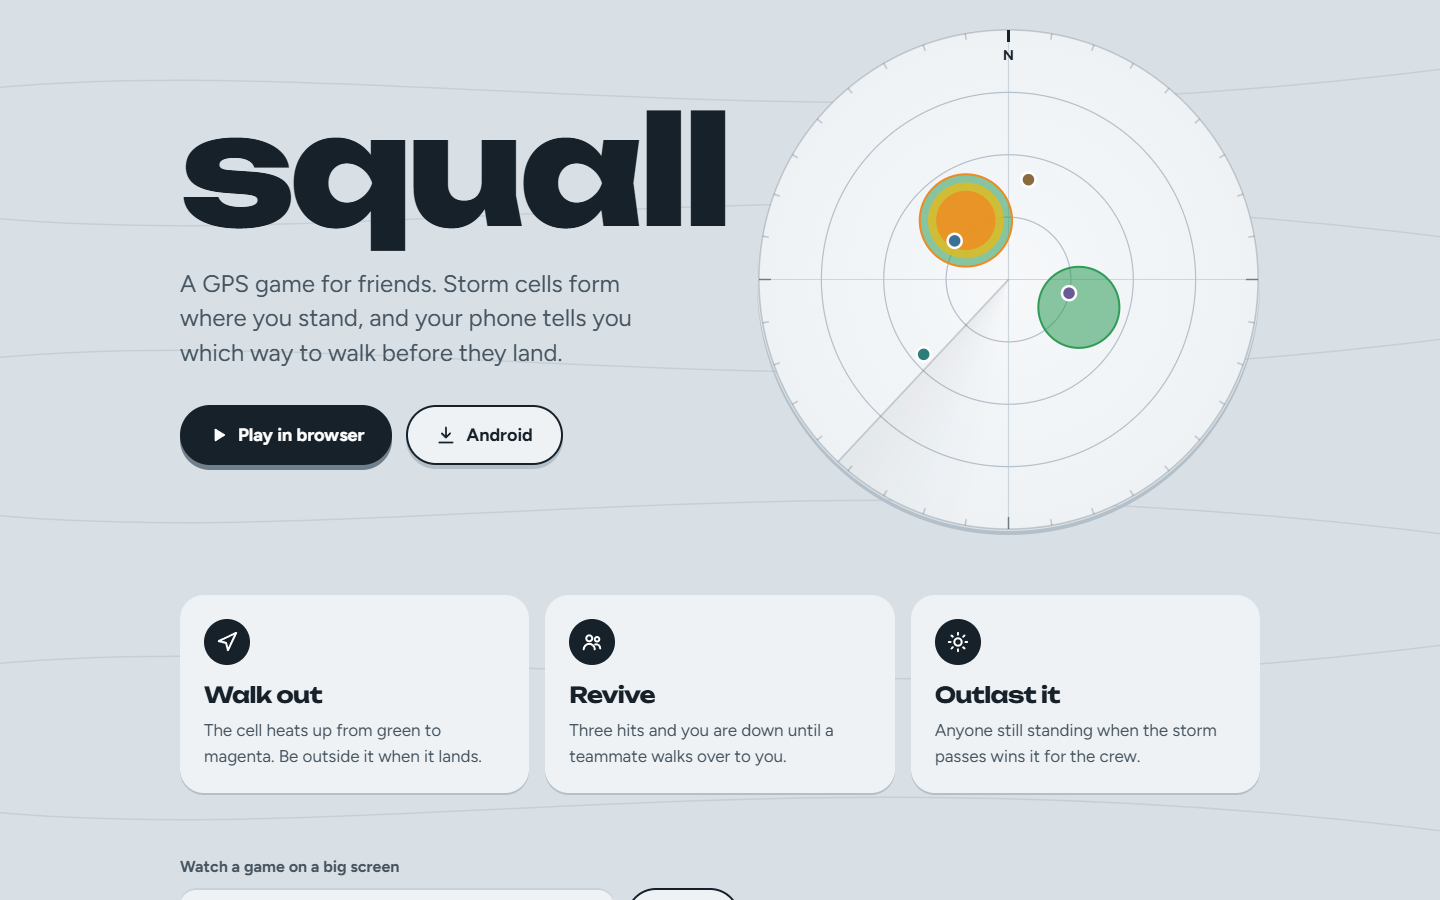 squall
N
A GPS game for friends. Storm cells form
where you stand, and your phone tells you
which way to walk before they land.
Play in browser
Android
Walk out
The cell heats up from green to
magenta. Be outside it when it lands.
Revive
Three hits and you are down until a
teammate walks over to you.
Outlast it
Anyone still standing when the storm
passes wins it for the crew.
Watch a game on a big screen